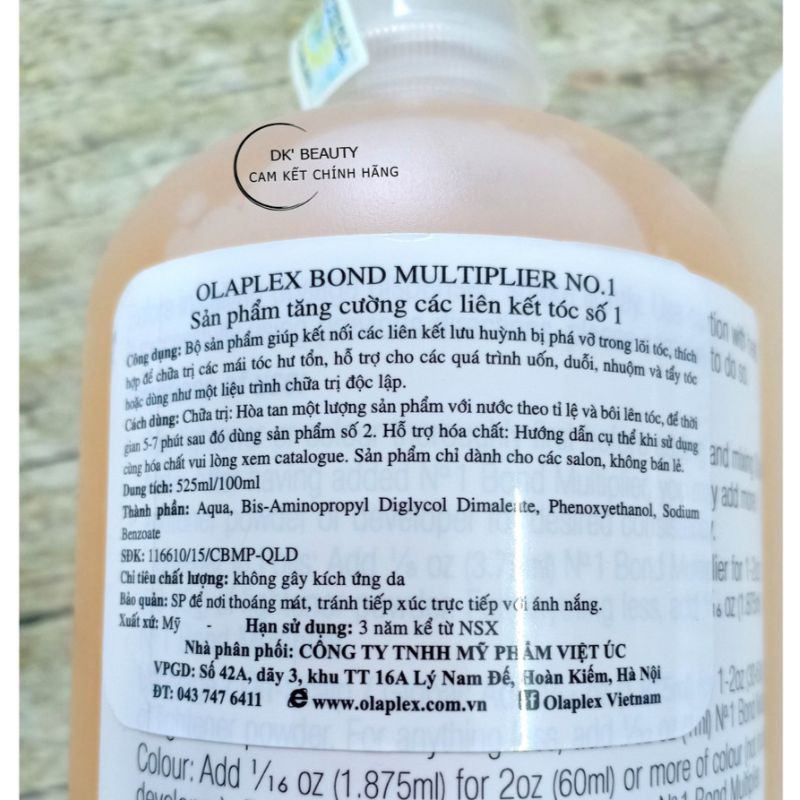 DK' BEAUTY
CAM KẾT CHÍNH HÃNG
OLAPLEX BOND MULTIPLIER NO.1
Sản phẩm tăng cường các liên kết tóc số 1
Công dụng: Bộ sản phẩm giúp kết nối các liên kết lưu huỳnh bị phá vỡ trong lõi tóc, thích
hợp để chữa trị các mái tóc hư tổn, hỗ trợ cho các quá trình uốn, duỗi, nhuộm và tẩy tóc
hoặc dùng như một liệu trình chữa trị độc lập.
Cách dùng: Chữa trị: Hòa tan một lượng sản phẩm với nước theo tỉ lệ và bôi lên tóc, để thời
gian 5-7 phút sau đó dùng sản phẩm số 2. Hỗ trợ hóa chất: Hướng dẫn cụ thể khi sử dụng
cùng hóa chất vui lòng xem catalogue. Sản phẩm chỉ dành cho các salon, không bán lẻ.
Dung tích: 525ml/100ml
Thành phần: Aqua, Bis-Aminopropyl Diglycol Dimaleate, Phenoxyethanol, Sodium
Benzoate
SĐK: 116610/15/CBMP-QLD
Chỉ tiêu chất lượng: không gây kích ứng da
Bảo quản: SP để nơi thoáng mát, tránh tiếp xúc trực tiếp với ánh nắng.
Xuất xứ: Mỹ - Hạn sử dụng: 3 năm kể từ NSX
Nhà phân phối: CÔNG TY TNHH MỸ PHẨM VIỆT ÚC
VPGD: Số 42A, dãy 3, khu TT 16A Lý Nam Đế, Hoàn Kiếm, Hà Nội
ĐT: 043 747 6411 www.olaplex.com.vn Olaplex Vietnam
Colour: Add 1/16 oz (1.875ml) for 2oz (60ml) or more of colour